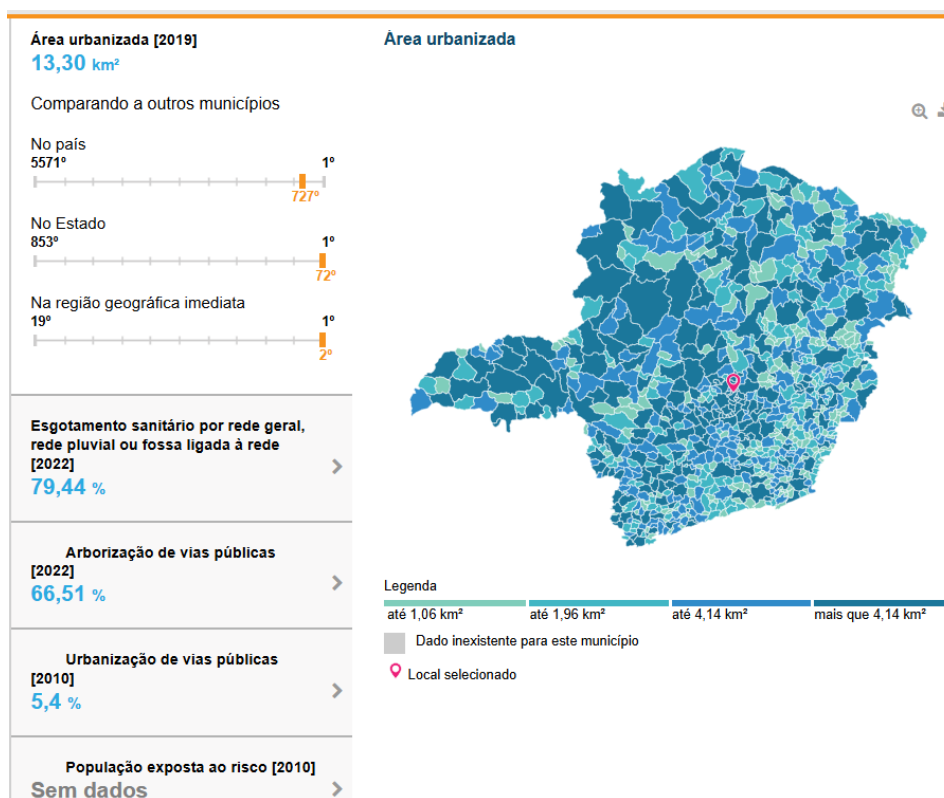 Área urbanizada [2019]
13,30 km²
Comparando a outros municípios
No país
5571º 1º
727º
No Estado
853º 1º
72º
Na região geográfica imediata
19º 1º
2º
Esgotamento sanitário por rede geral,
rede pluvial ou fossa ligada à rede
[2022]
79,44 %
Arborização de vias públicas
[2022]
66,51 %
Urbanização de vias públicas
[2010]
5,4 %
População exposta ao risco [2010]
Sem dados
Área urbanizada
Legenda
até 1,06 km² até 1,96 km² até 4,14 km² mais que 4,14 km²
Dado inexistente para este município
Local selecionado